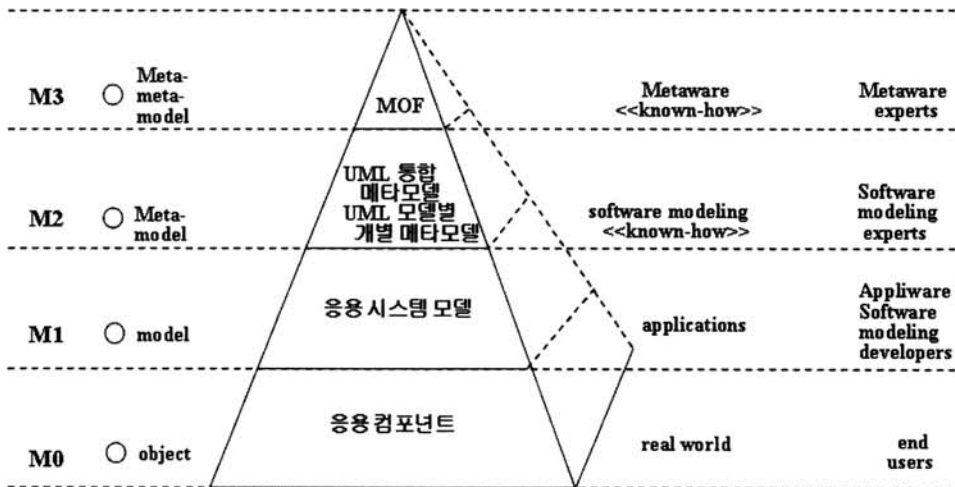 M3
Meta-
meta-
model
MOF
Metaware
<<known-how>>
Metaware
experts
M2
Meta-
model
UML 통합
메타모델
UML 모델별
개별 메타모델
software modeling
<<known-how>>
Software
modeling
experts
M1
model
응용 시스템 모델
applications
Appliware
Software
modeling
developers
M0
object
응용 컴포넌트
real world
end
users